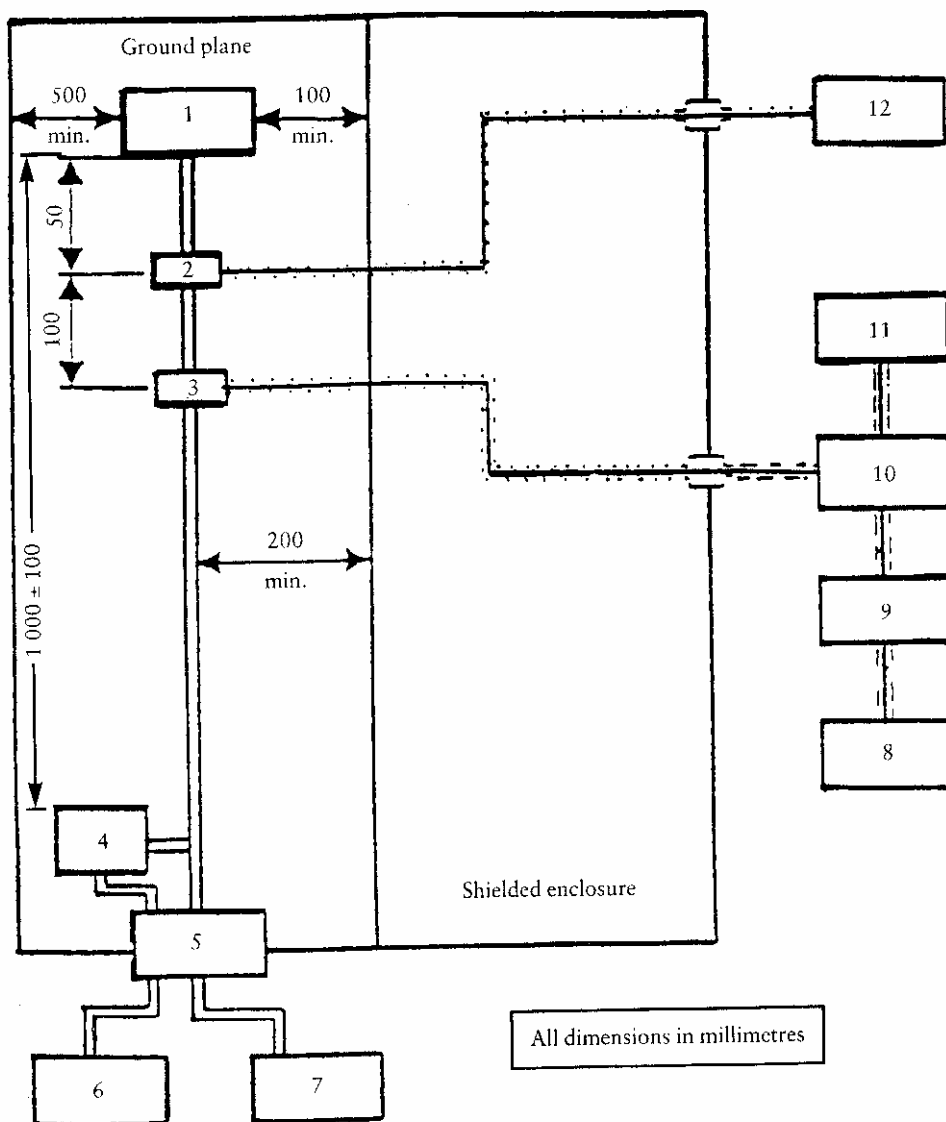 Ground plane
500
min.
1
100
min.
12
50
2
11
100
3
10
200
min.
1 000 ± 100
9
8
4
Shielded enclosure
5
All dimensions in millimetres
6
7